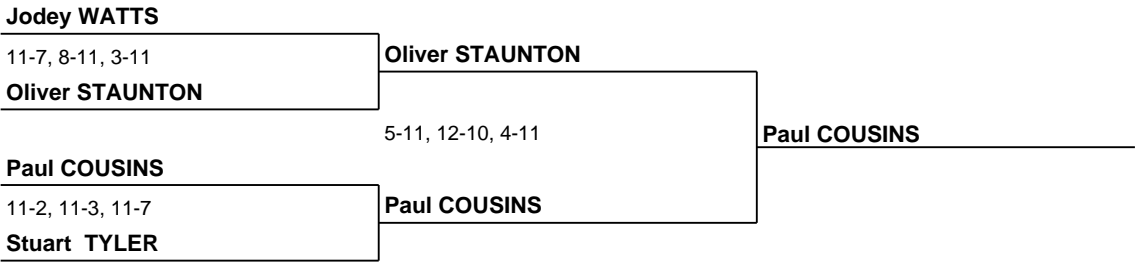 Jodey WATTS
11-7, 8-11, 3-11
Oliver STAUNTON
Oliver STAUNTON
5-11, 12-10, 4-11
Paul COUSINS
Paul COUSINS
11-2, 11-3, 11-7
Stuart TYLER
Paul COUSINS